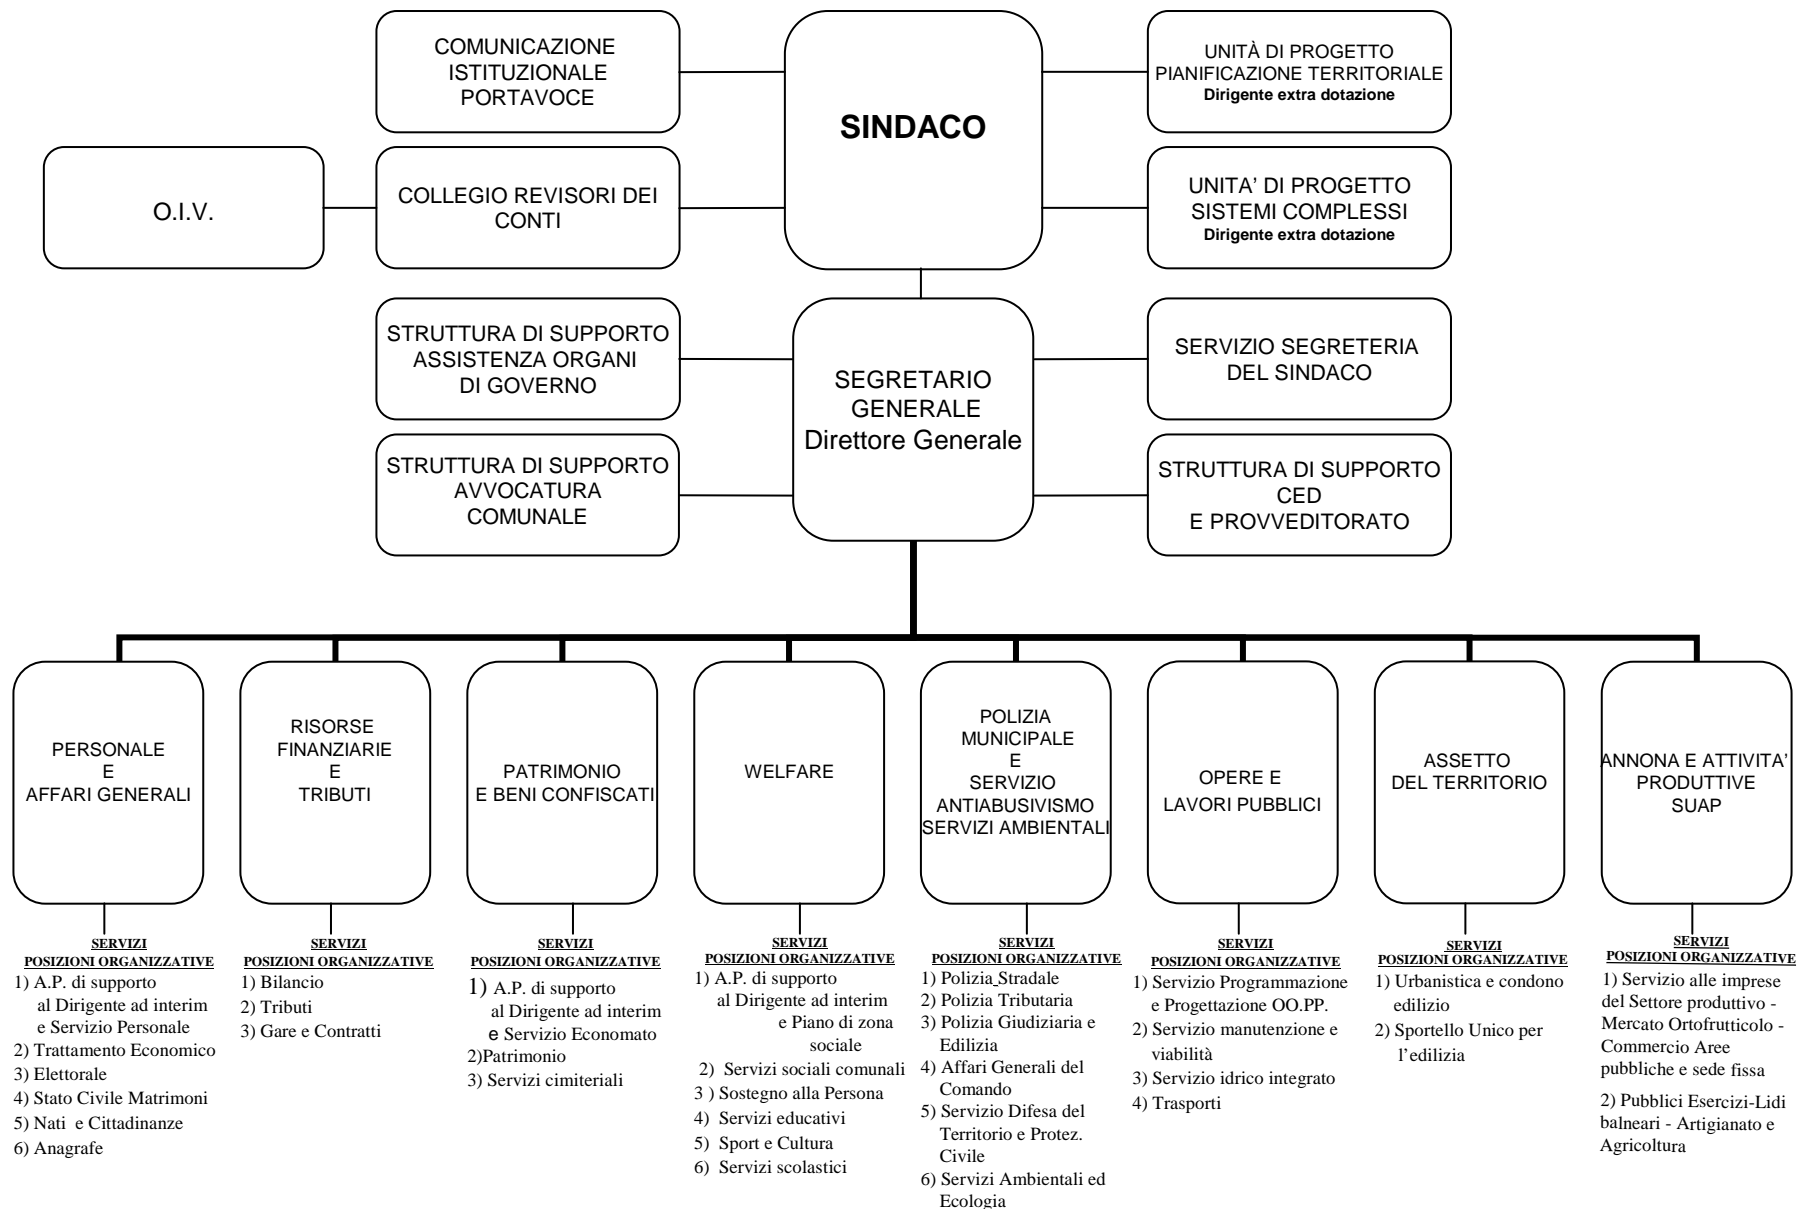 COMUNICAZIONE
ISTITUZIONALE
PORTAVOCE
SINDACO
UNITÀ DI PROGETTO
PIANIFICAZIONE TERRITORIALE
Dirigente extra dotazione
O.I.V.
COLLEGIO REVISORI DEI
CONTI
UNITA' DI PROGETTO
SISTEMI COMPLESSI
Dirigente extra dotazione
STRUTTURA DI SUPPORTO
ASSISTENZA ORGANI
DI GOVERNO
SEGRETARIO
GENERALE
Direttore Generale
SERVIZIO SEGRETERIA
DEL SINDACO
STRUTTURA DI SUPPORTO
AVVOCATURA
COMUNALE
STRUTTURA DI SUPPORTO
CED
E PROVVEDITORATO
PERSONALE
E
AFFARI GENERALI
RISORSE
FINANZIARIE
E
TRIBUTI
PATRIMONIO
E BENI CONFISCATI
WELFARE
POLIZIA
MUNICIPALE
E
SERVIZIO
ANTIABUSIVISMO
SERVIZI AMBIENTALI
OPERE E
LAVORI PUBBLICI
ASSETTO
DEL TERRITORIO
ANNONA E ATTIVITA'
PRODUTTIVE
SUAP
SERVIZI
POSIZIONI ORGANIZZATIVE
1) A.P. di supporto
al Dirigente ad interim
e Servizio Personale
2) Trattamento Economico
3) Elettorale
4) Stato Civile Matrimoni
5) Nati e Cittadinanze
6) Anagrafe
SERVIZI
POSIZIONI ORGANIZZATIVE
1) Bilancio
2) Tributi
3) Gare e Contratti
SERVIZI
POSIZIONI ORGANIZZATIVE
1) A.P. di supporto
al Dirigente ad interim
e Servizio Economato
2)Patrimonio
3) Servizi cimiteriali
SERVIZI
POSIZIONI ORGANIZZATIVE
1) A.P. di supporto
al Dirigente ad interim
e Piano di zona
sociale
2) Servizi sociali comunali
3 ) Sostegno alla Persona
4) Servizi educativi
5) Sport e Cultura
6) Servizi scolastici
SERVIZI
POSIZIONI ORGANIZZATIVE
1) Polizia Stradale
2) Polizia Tributaria
3) Polizia Giudiziaria e
Edilizia
4) Affari Generali del
Comando
5) Servizio Difesa del
Territorio e Protez.
Civile
6) Servizi Ambientali ed
Ecologia
SERVIZI
POSIZIONI ORGANIZZATIVE
1) Servizio Programmazione
e Progettazione OO.PP.
2) Servizio manutenzione e
viabilità
3) Servizio idrico integrato
4) Trasporti
SERVIZI
POSIZIONI ORGANIZZATIVE
1) Urbanistica e condono
edilizio
2) Sportello Unico per
l'edilizia
SERVIZI
POSIZIONI ORGANIZZATIVE
1) Servizio alle imprese
del Settore produttivo -
Mercato Ortofrutticolo -
Commercio Aree
pubbliche e sede fissa
2) Pubblici Esercizi-Lidi
balneari - Artigianato e
Agricoltura